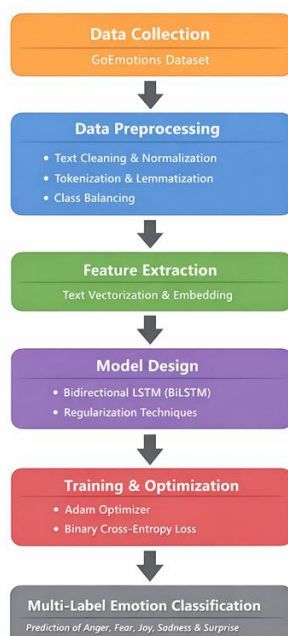 Data Collection
GoEmotions Dataset
Data Preprocessing
• Text Cleaning & Normalization
• Tokenization & Lemmatization
• Class Balancing
Feature Extraction
Text Vectorization & Embedding
Model Design
• Bidirectional LSTM (BiLSTM)
• Regularization Techniques
Training & Optimization
• Adam Optimizer
• Binary Cross-Entropy Loss
Multi-Label Emotion Classification
Prediction of Anger, Fear, Joy, Sadness & Surprise